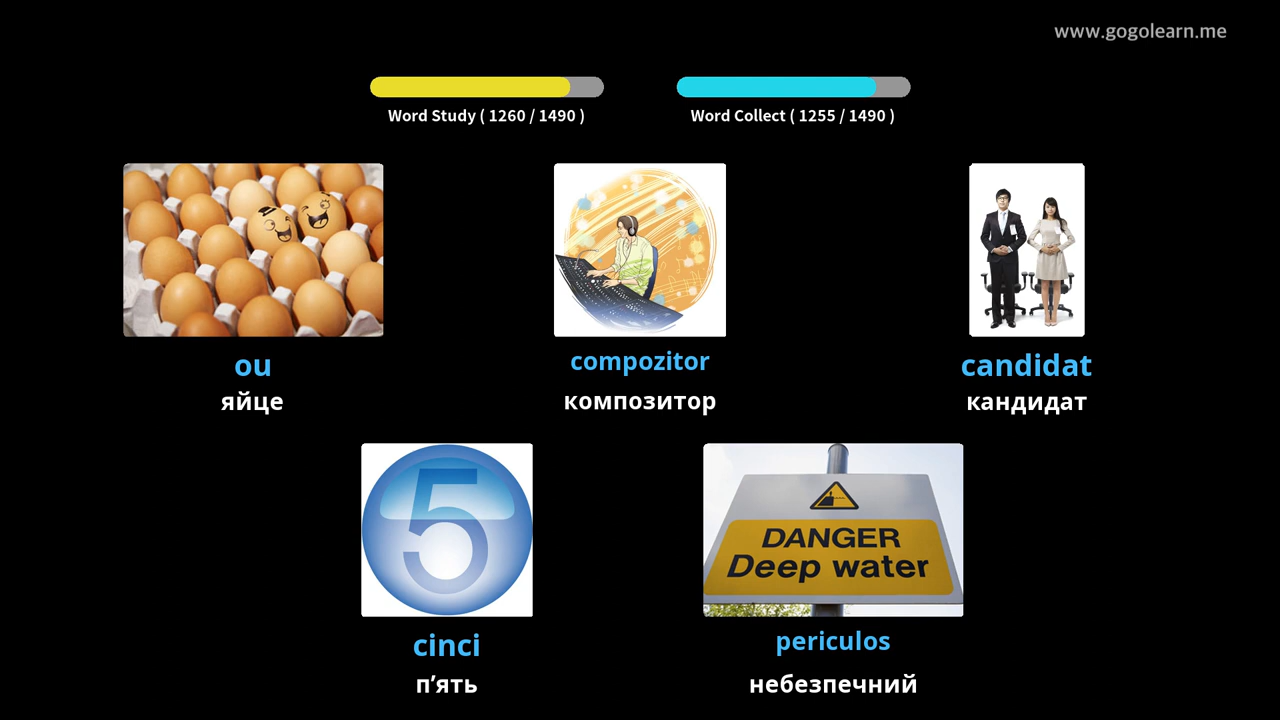 www.gogolearn.me
Word Study ( 1260 / 1490 )
Word Collect ( 1255 / 1490 )
ou
яйце
compozitor
композитор
candidat
кандидат
5
cinci
п’ять
DANGER
Deep water
periculos
небезпечний